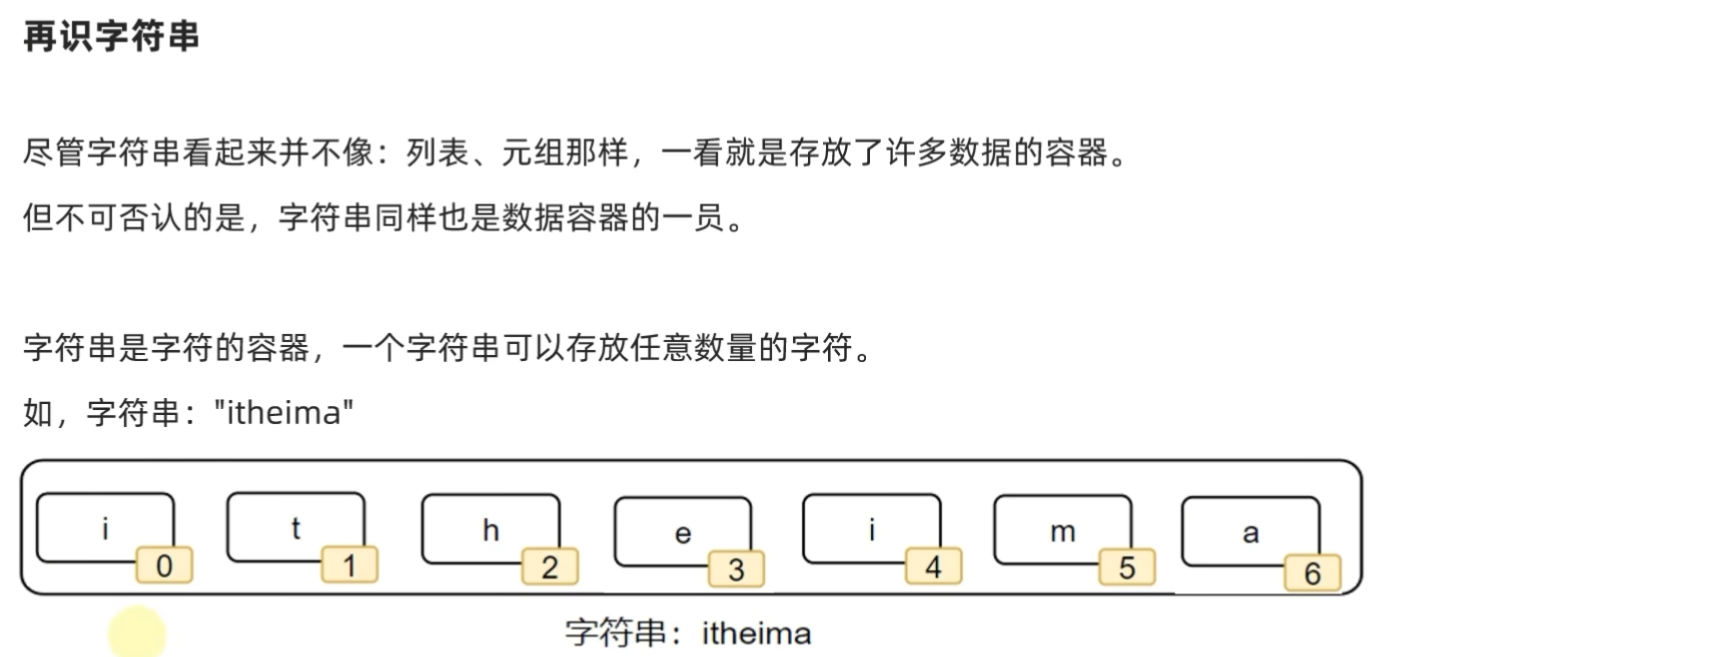 再识字符串
尽管字符串看起来并不像：列表、元组那样，一看就是存放了许多数据的容器。
但不可否认的是，字符串同样也是数据容器的一员。
字符串是字符的容器，一个字符串可以存放任意数量的字符。
如，字符串："itheima"
i t h e i m a
0 1 2 3 4 5 6
字符串：itheima